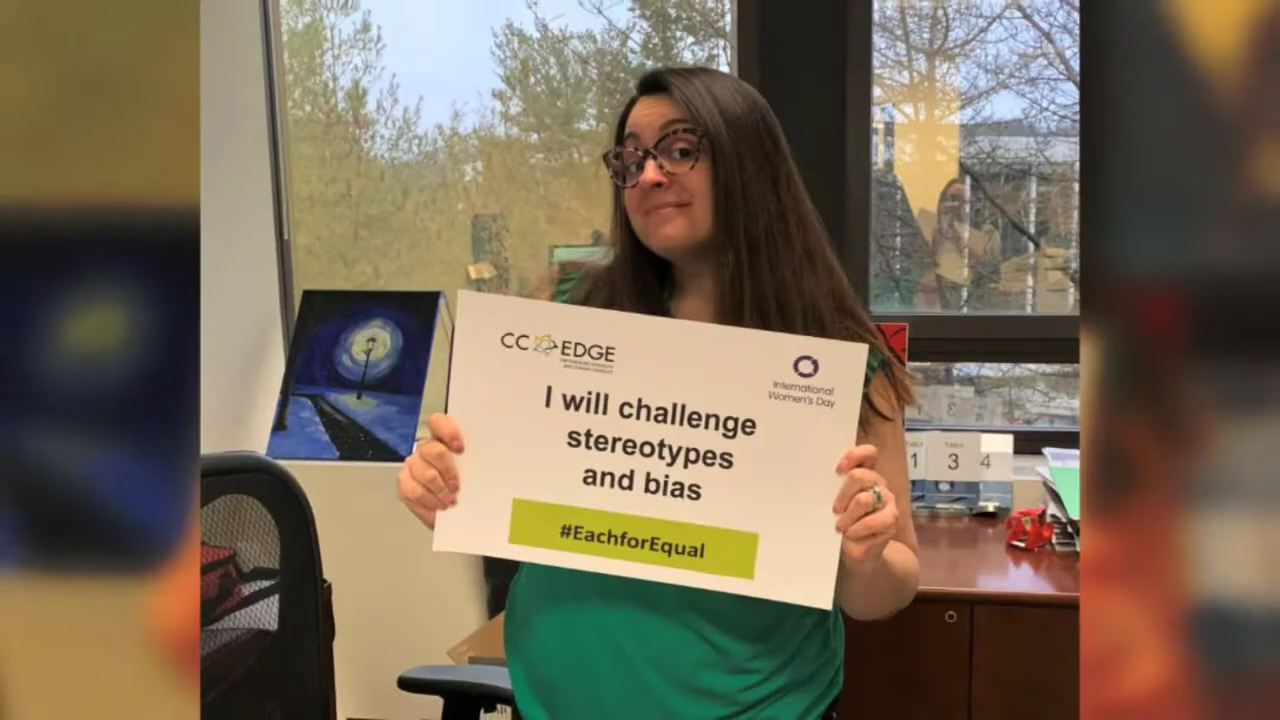 CC EDGE
International
Women's Day
I will challenge
stereotypes
and bias
#EachforEqual
1 3 4